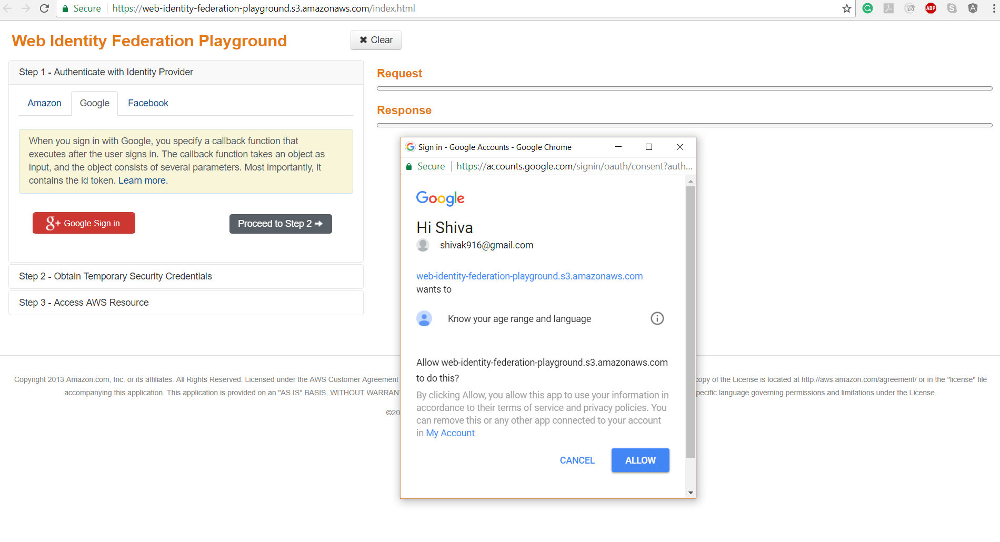 Secure https://web-identity-federation-playground.s3.amazonaws.com/index.html
G ABP S A
Web Identity Federation Playground
Clear
Step 1 - Authenticate with Identity Provider
Amazon Google Facebook
When you sign in with Google, you specify a callback function that
executes after the user signs in. The callback function takes an object as
input, and the object consists of several parameters. Most importantly, it
contains the id token. Learn more.
g+ Google Sign in
Proceed to Step 2
Step 2 - Obtain Temporary Security Credentials
Step 3 - Access AWS Resource
Request
Response
G Sign in - Google Accounts - Google Chrome
Secure https://accounts.google.com/signin/oauth/consent?auth...
Google
Hi Shiva
shivak916@gmail.com
web-identity-federation-playground.s3.amazonaws.com
wants to
Know your age range and language
Allow web-identity-federation-playground.s3.amazonaws.com
to do this?
By clicking Allow, you allow this app to use your information in
accordance to their terms of service and privacy policies. You
can remove this or any other app connected to your account
in My Account
CANCEL ALLOW
Copyright 2013 Amazon.com, Inc. or its affiliates. All Rights Reserved. Licensed under the AWS Customer Agreement copy of the License is located at http://aws.amazon.com/agreement/ or in the "license" file
accompanying this application. This application is provided on an "AS IS" BASIS, WITHOUT WARRANT pecific language governing permissions and limitations under the License.
©20